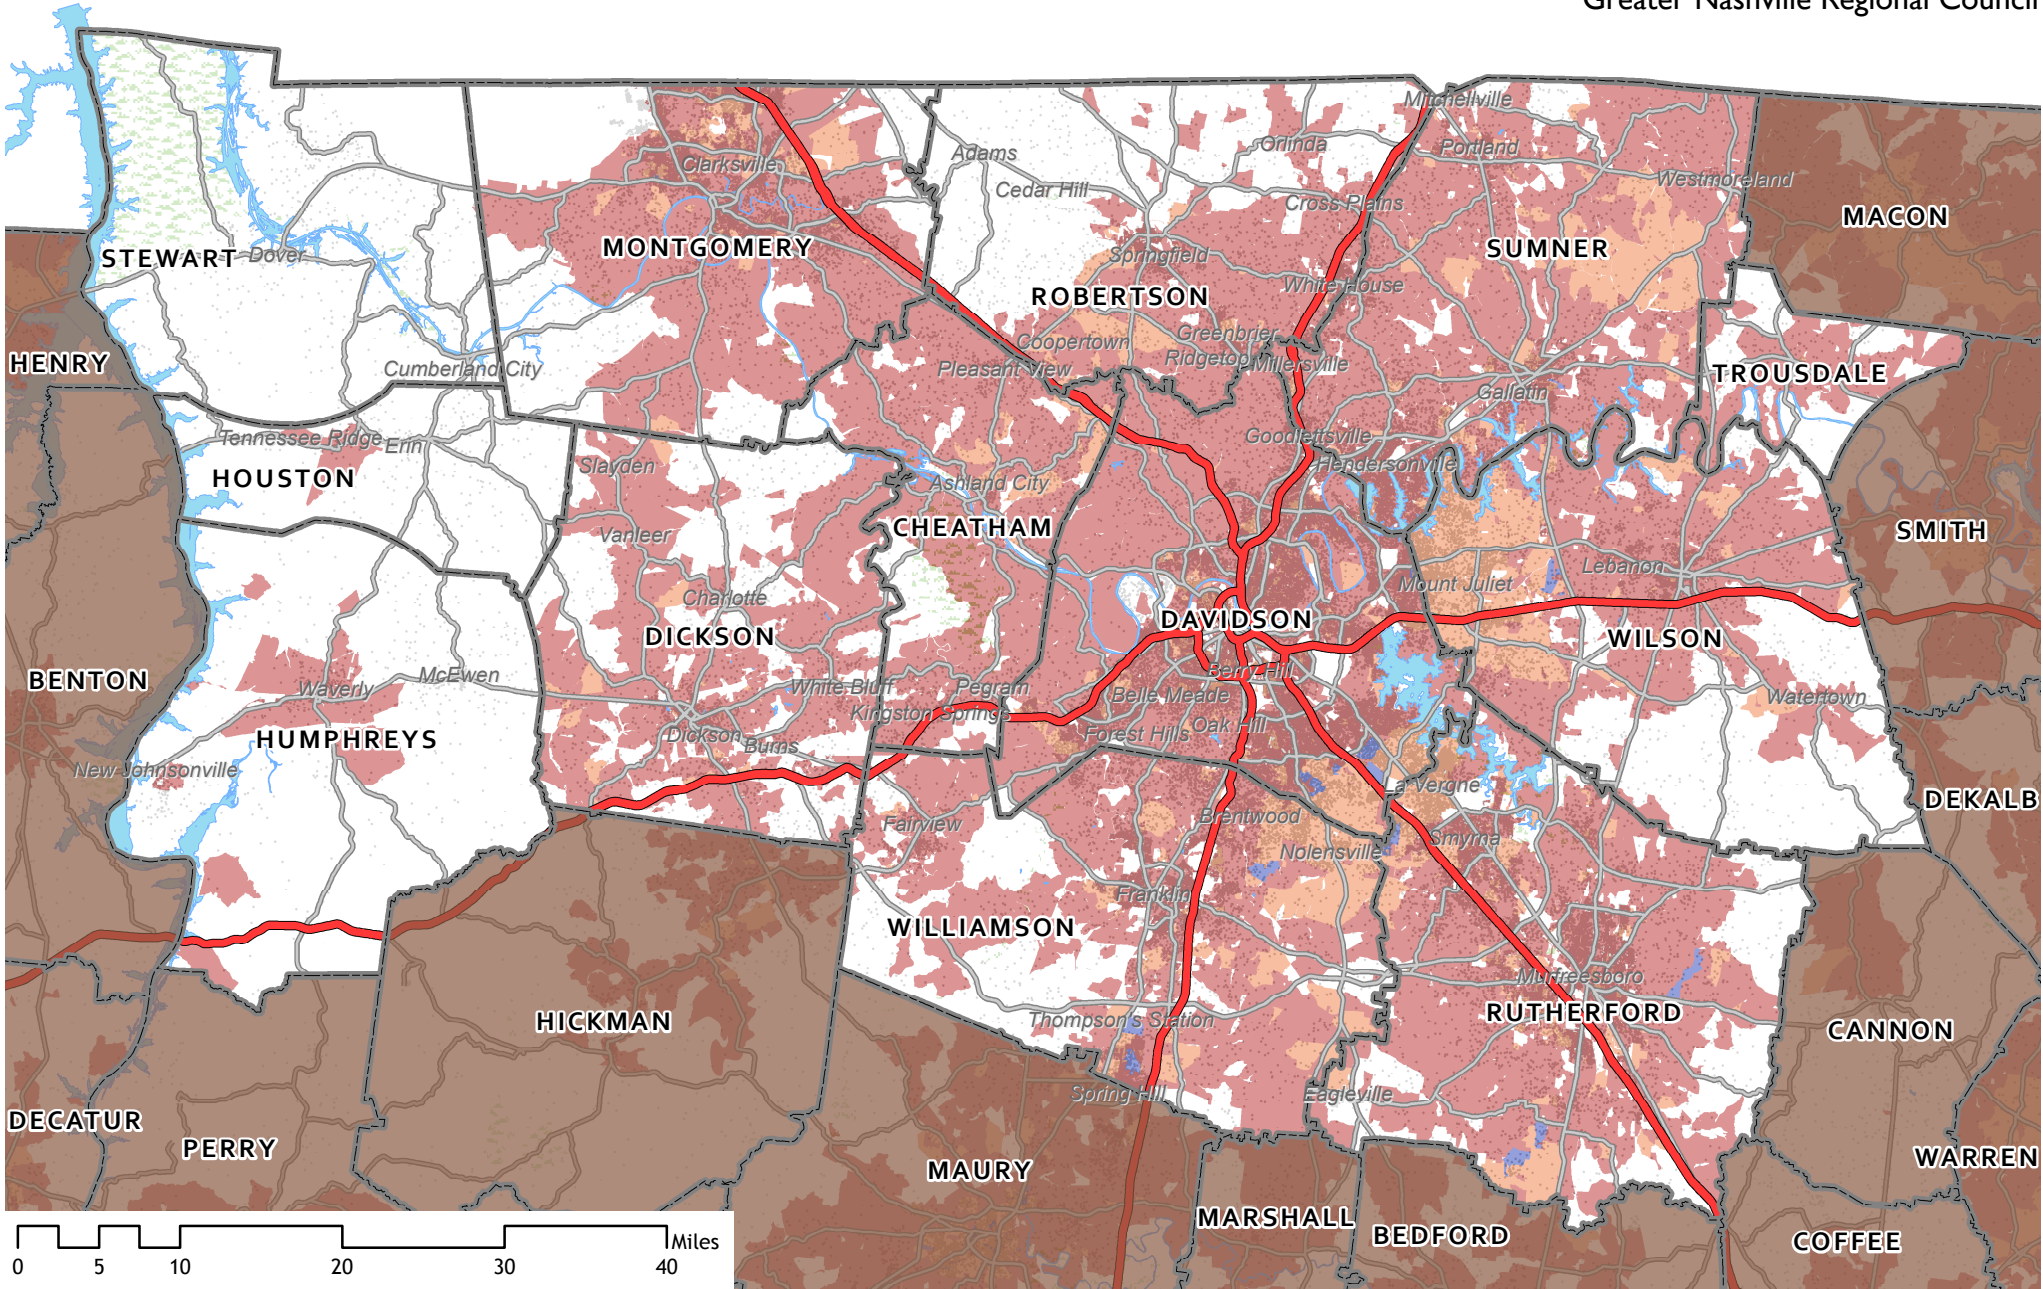 Greater Nashville Regional Council
Mitchellville
Clarksville
Adams
Orlinda
Portland
Cedar Hill
Westmoreland
Cross Plains
MACON
STEWART
Dover
MONTGOMERY
Springfield
SUMNER
White House
ROBERTSON
Coopertown
Greenbrier
Ridgetop
Millersville
HENRY
Cumberland City
Pleasant View
TROUSDALE
Gallatin
Tennessee Ridge
Erin
Goodlettsville
Hendersonville
Slayden
HOUSTON
Ashland City
CHEATHAM
SMITH
Vanleer
Lebanon
Mount Juliet
Charlotte
DAVIDSON
DICKSON
WILSON
BENTON
McEwen
Waverly
White Bluff
Pegram
Berry Hill
Belle Meade
Watertown
Kingston Springs
Oak Hill
Forest Hills
HUMPHREYS
Dickson
Burns
New Johnsonville
La Vergne
DEKALB
Fairview
Brentwood
Smyrna
Nolensville
Franklin
WILLIAMSON
Murfreesboro
RUTHERFORD
HICKMAN
Thompson's Station
CANNON
Spring Hill
Eagleville
DECATUR
PERRY
WARREN
MAURY
MARSHALL
BEDFORD
COFFEE
Miles
0 5 10 20 30 40